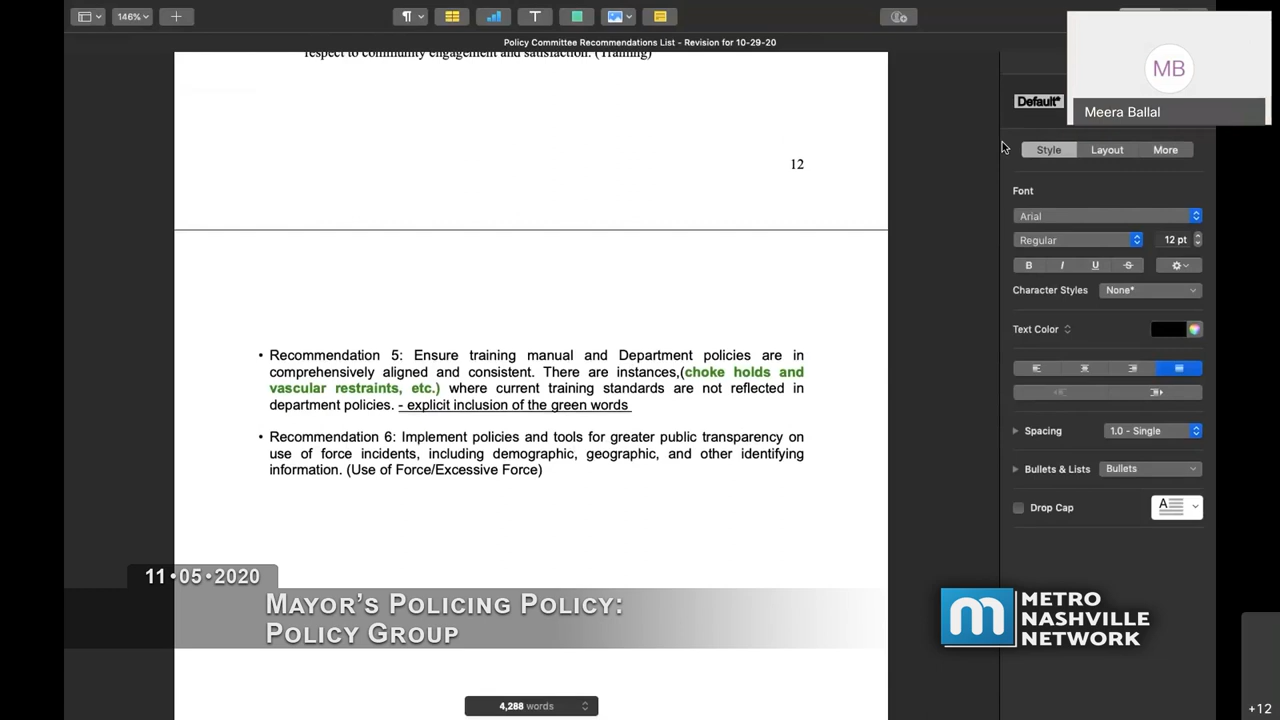 146%
Policy Committee Recommendations List - Revision for 10-29-20
respect to community engagement and satisfaction. (Training)
12
• Recommendation 5: Ensure training manual and Department policies are in
comprehensively aligned and consistent. There are instances,(choke holds and
vascular restraints, etc.) where current training standards are not reflected in
department policies. - explicit inclusion of the green words
• Recommendation 6: Implement policies and tools for greater public transparency on
use of force incidents, including demographic, geographic, and other identifying
information. (Use of Force/Excessive Force)
4,288 words
MB
Meera Ballal
Default*
Style Layout More
Font
Arial
Regular 12 pt
B I U S
Character Styles None*
Text Color
Spacing 1.0 - Single
Bullets & Lists Bullets
Drop Cap
A
11•05•2020
Mayor's Policing Policy:
Policy Group
m
METRO
NASHVILLE
NETWORK
+12